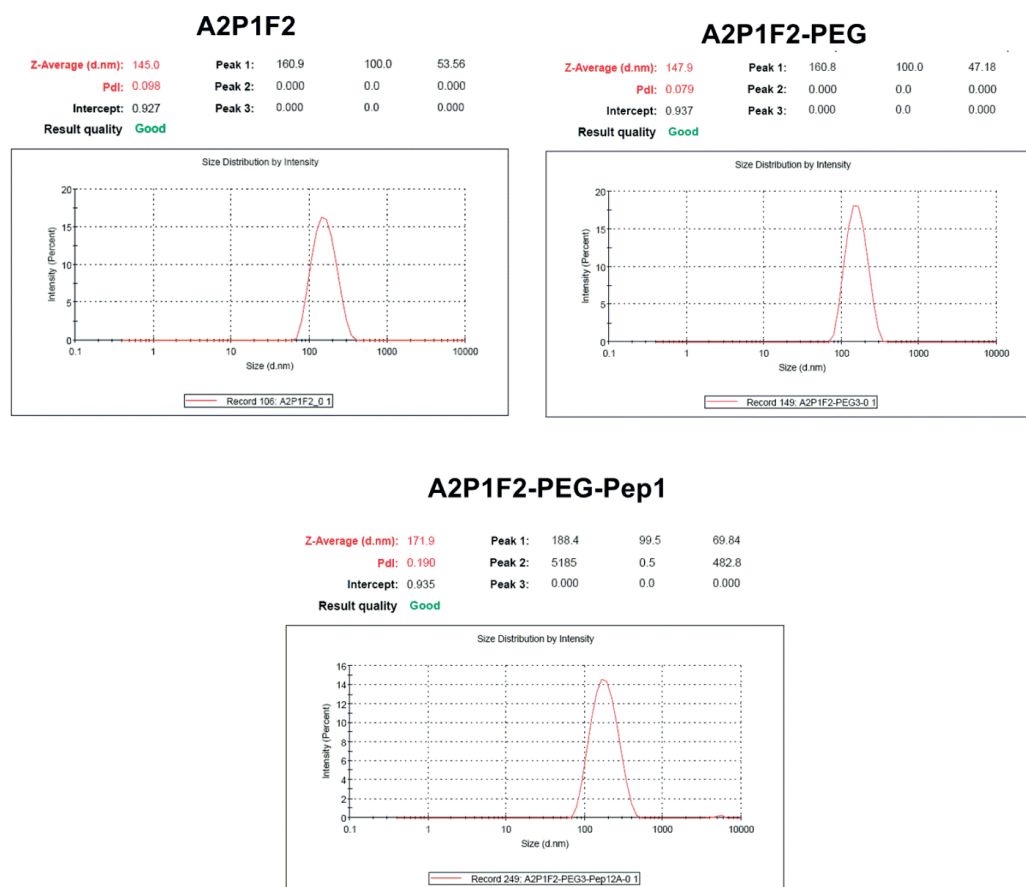 A2P1F2
Z-Average (d.nm): 145.0 Peak 1: 160.9 100.0 53.56
PdI: 0.098 Peak 2: 0.000 0.0 0.000
Intercept: 0.927 Peak 3: 0.000 0.0 0.000
Result quality Good
Size Distribution by Intensity
Intensity (Percent)
20
15
10
5
0
0.1 1 10 100 1000 10000
Size (d.nm)
Record 106: A2P1F2_0 1
A2P1F2-PEG
Z-Average (d.nm): 147.9 Peak 1: 160.8 100.0 47.18
PdI: 0.079 Peak 2: 0.000 0.0 0.000
Intercept: 0.937 Peak 3: 0.000 0.0 0.000
Result quality Good
Size Distribution by Intensity
Intensity (Percent)
20
15
10
5
0
0.1 1 10 100 1000 10000
Size (d.nm)
Record 149: A2P1F2-PEG3-0 1
A2P1F2-PEG-Pep1
Z-Average (d.nm): 171.9 Peak 1: 188.4 99.5 69.84
PdI: 0.190 Peak 2: 5185 0.5 482.8
Intercept: 0.935 Peak 3: 0.000 0.0 0.000
Result quality Good
Size Distribution by Intensity
Intensity (Percent)
16
14
12
10
8
6
4
2
0
0.1 1 10 100 1000 10000
Size (d.nm)
Record 249: A2P1F2-PEG3-Pep12A-0 1